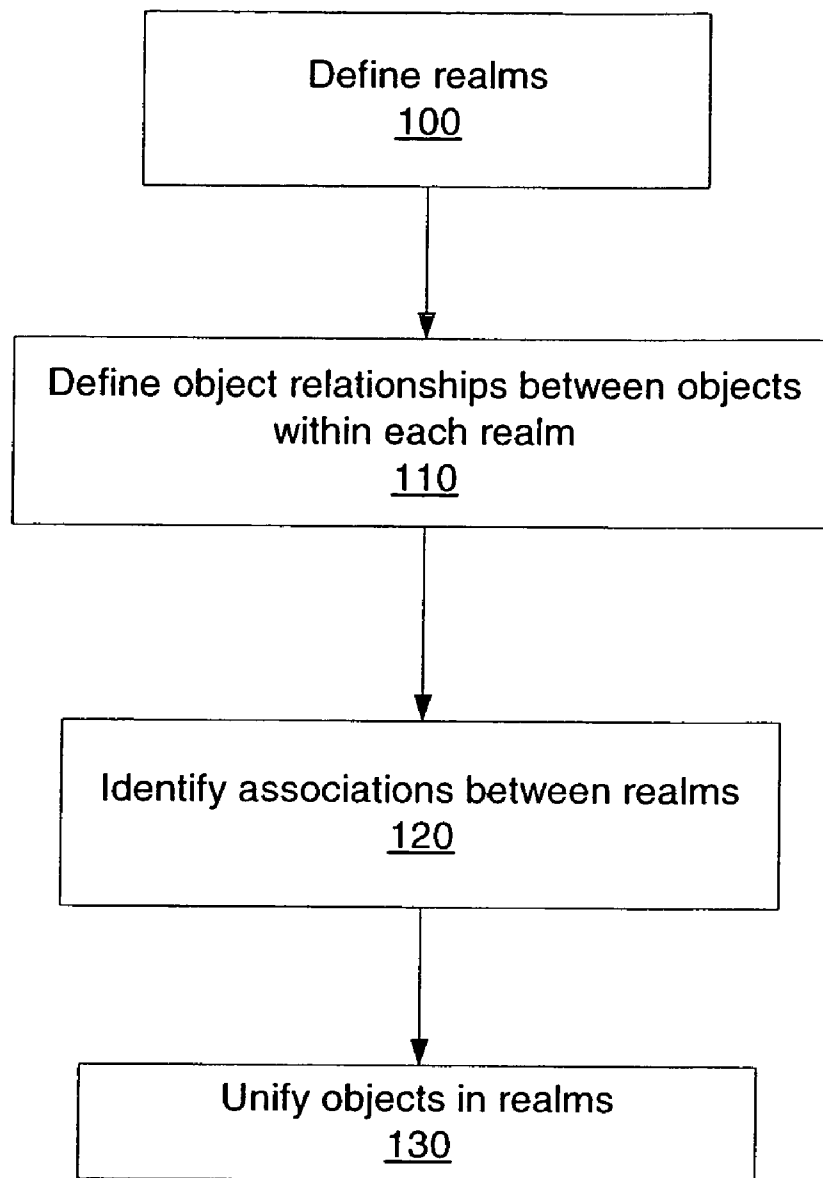 Define realms
100
Define object relationships between objects
within each realm
110
Identify associations between realms
120
Unify objects in realms
130